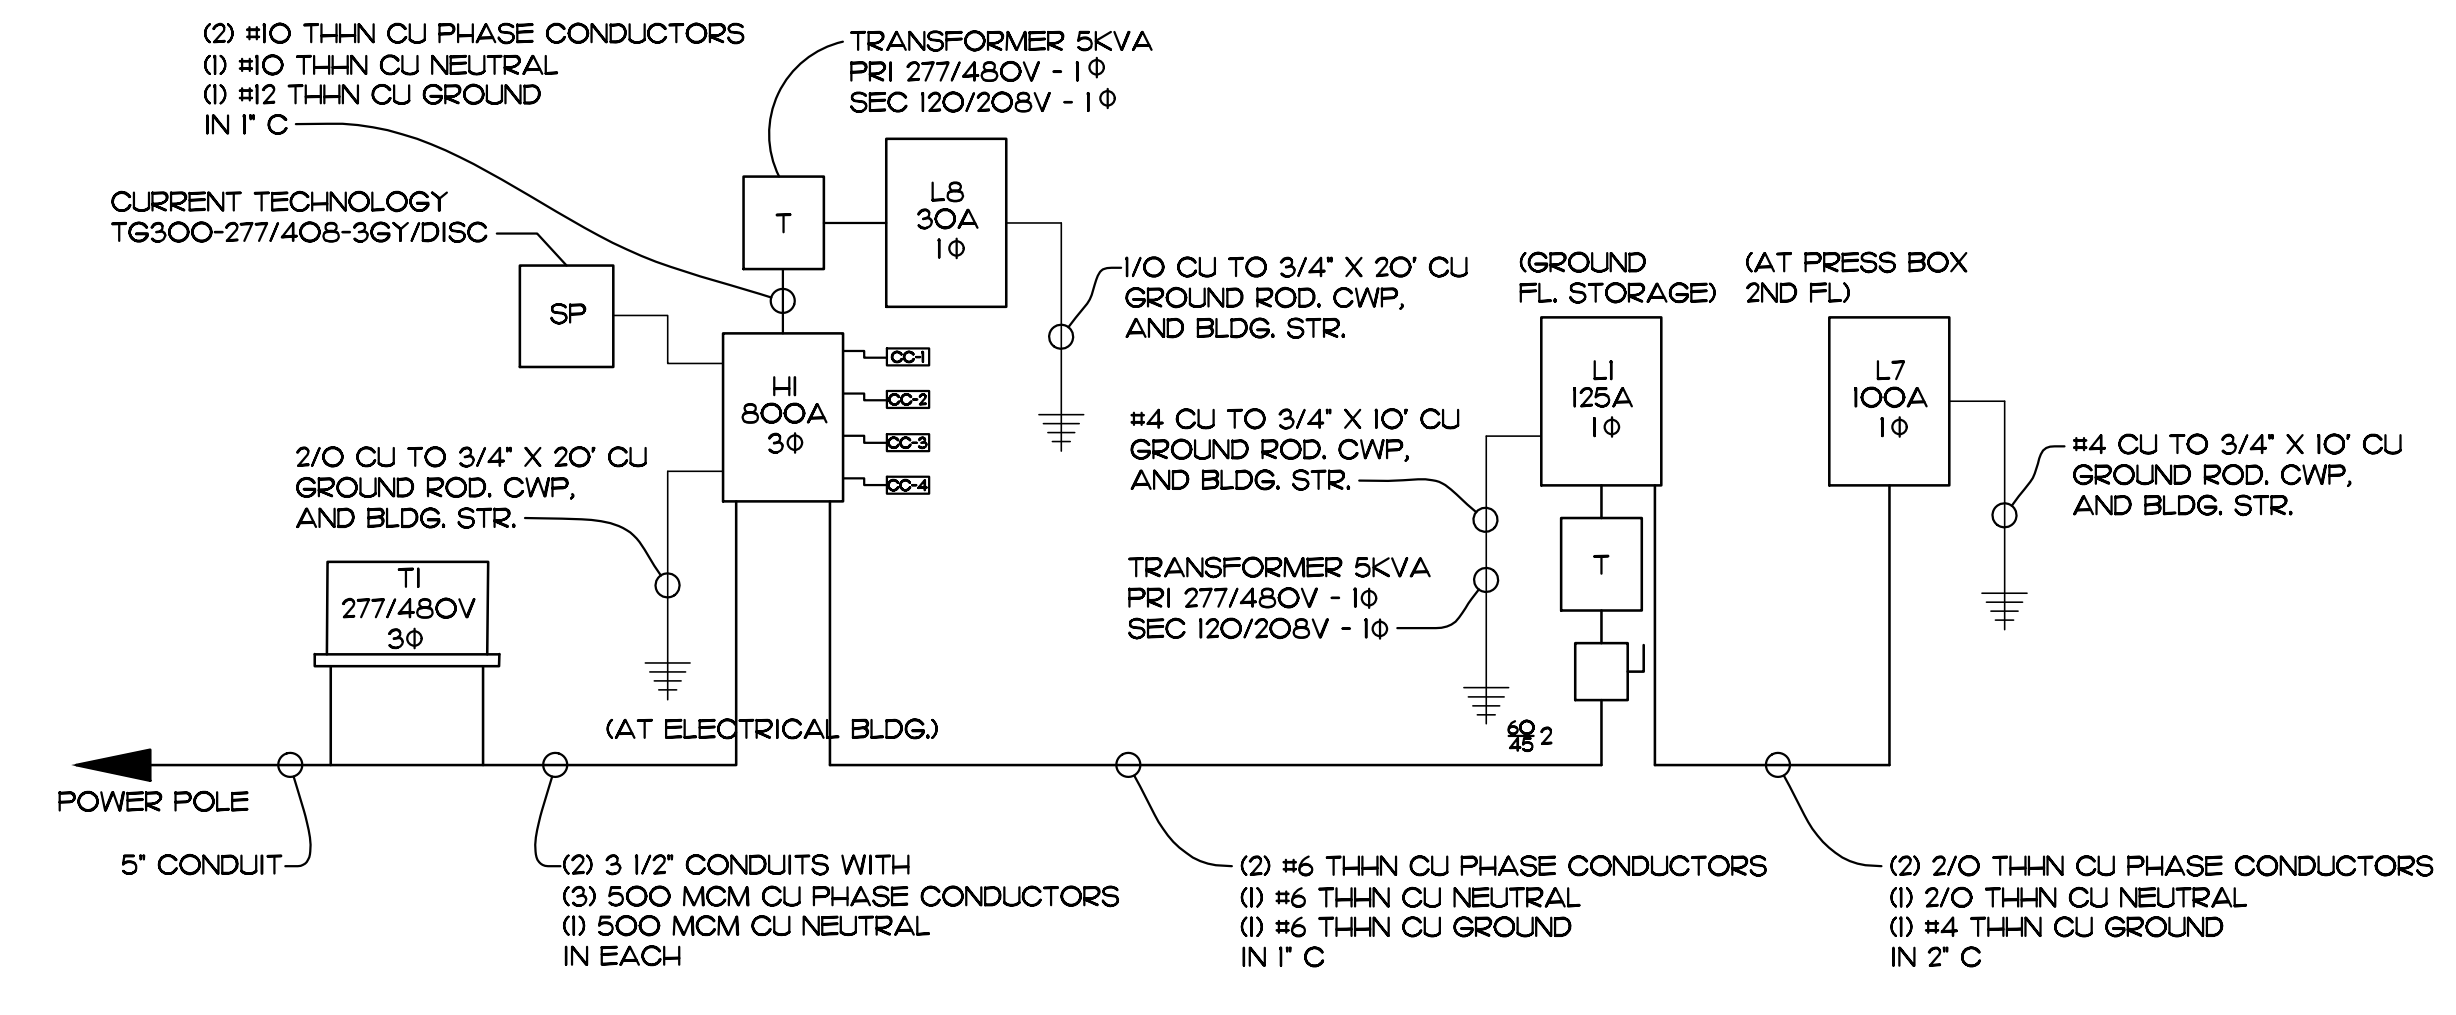 (2) #10 THHN CU PHASE CONDUCTORS
(1) #10 THHN CU NEUTRAL
(1) #12 THHN CU GROUND
IN 1" C
TRANSFORMER 5KVA
PRI 277/480V - 1Φ
SEC 120/208V - 1Φ
CURRENT TECHNOLOGY
TG300-277/408-3GY/DISC
T
L8
30A
1Φ
SP
1/0 CU TO 3/4" X 20' CU
GROUND ROD. CWP,
AND BLDG. STR.
(GROUND
FL. STORAGE)
(AT PRESS BOX
2ND FL)
H1
800A
3Φ
CC-1
CC-2
CC-3
CC-4
L1
125A
1Φ
L7
100A
1Φ
2/0 CU TO 3/4" X 20' CU
GROUND ROD. CWP,
AND BLDG. STR.
#4 CU TO 3/4" X 10' CU
GROUND ROD. CWP,
AND BLDG. STR.
#4 CU TO 3/4" X 10' CU
GROUND ROD. CWP,
AND BLDG. STR.
T1
277/480V
3Φ
TRANSFORMER 5KVA
PRI 277/480V - 1Φ
SEC 120/208V - 1Φ
T
(AT ELECTRICAL BLDG.)
60
45 2
POWER POLE
5" CONDUIT
(2) 3 1/2" CONDUITS WITH
(3) 500 MCM CU PHASE CONDUCTORS
(1) 500 MCM CU NEUTRAL
IN EACH
(2) #6 THHN CU PHASE CONDUCTORS
(1) #6 THHN CU NEUTRAL
(1) #6 THHN CU GROUND
IN 1" C
(2) 2/0 THHN CU PHASE CONDUCTORS
(1) 2/0 THHN CU NEUTRAL
(1) #4 THHN CU GROUND
IN 2" C